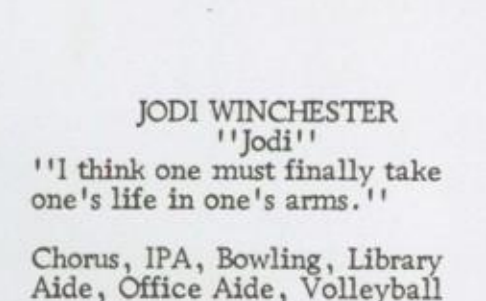 JODI WINCHESTER
''Jodi''
''I think one must finally take
one's life in one's arms.''
Chorus, IPA, Bowling, Library
Aide, Office Aide, Volleyball